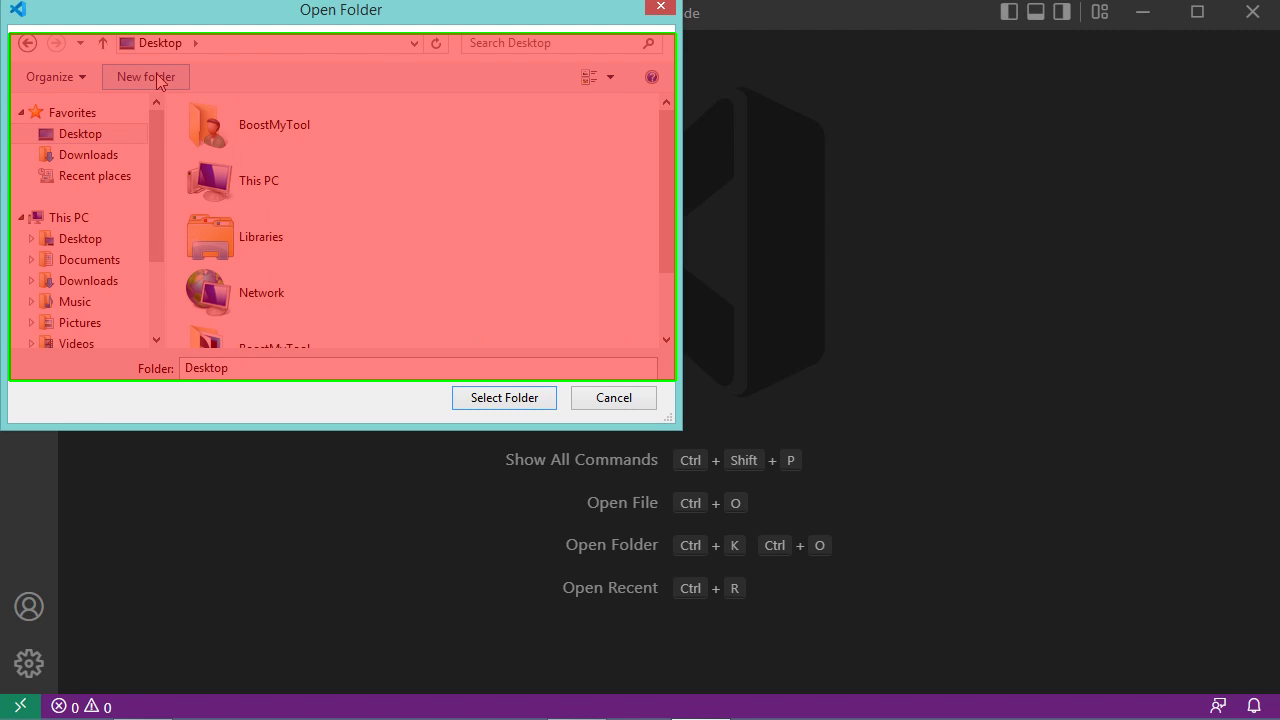 Open Folder
de
Desktop
Search Desktop
Organize
New folder
Favorites
Desktop
Downloads
Recent places
This PC
Desktop
Documents
Downloads
Music
Pictures
Videos
BoostMyTool
This PC
Libraries
Network
BoostMyTool
Folder: Desktop
Select Folder Cancel
Show All Commands Ctrl + Shift + P
Open File Ctrl + O
Open Folder Ctrl + K Ctrl + O
Open Recent Ctrl + R
0 0